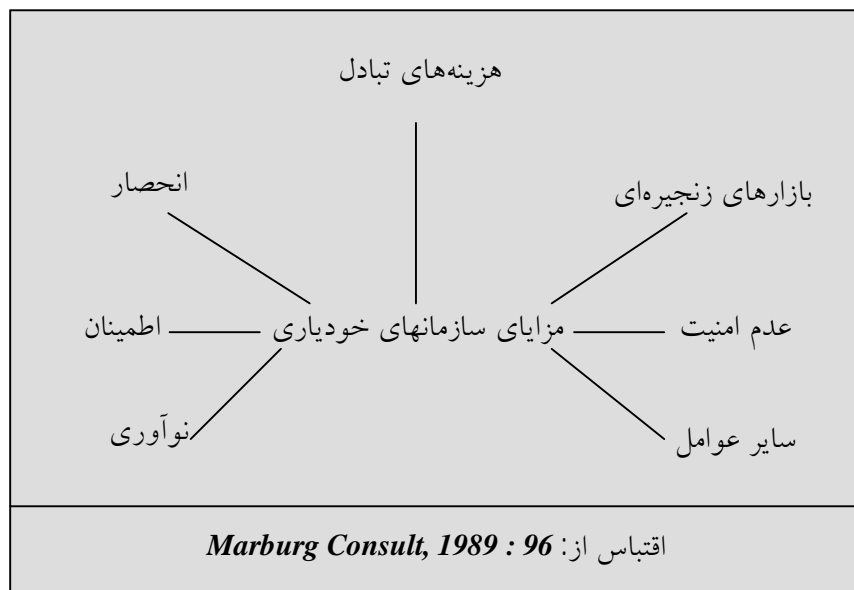 هزینه‌های تبادل
بازارهای زنجیره‌ای
انحصار
عدم امنیت
مزایای سازمانهای خودیاری
اطمینان
سایر عوامل
نوآوری
اقتباس از: Marburg Consult, 1989 : 96